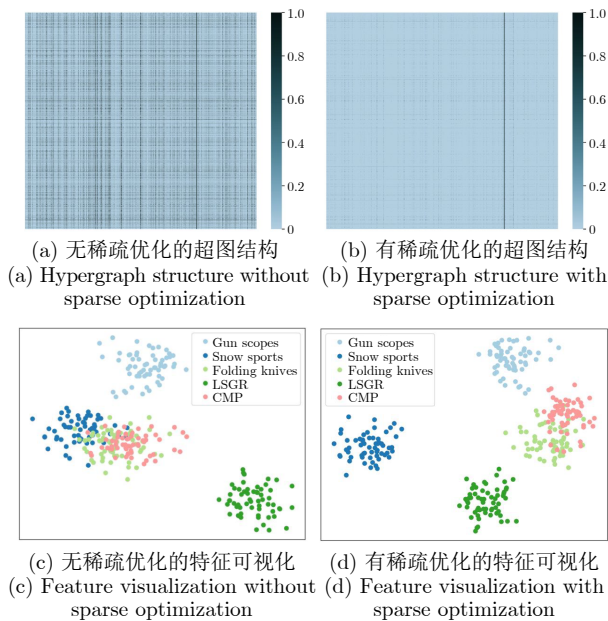 1.0
0.8
0.6
0.4
0.2
0
1.0
0.8
0.6
0.4
0.2
0
(a) 无稀疏优化的超图结构
(a) Hypergraph structure without
sparse optimization
(b) 有稀疏优化的超图结构
(b) Hypergraph structure with
sparse optimization
Gun scopes
Snow sports
Folding knives
LSGR
CMP
Gun scopes
Snow sports
Folding knives
LSGR
CMP
(c) 无稀疏优化的特征可视化
(c) Feature visualization without
sparse optimization
(d) 有稀疏优化的特征可视化
(d) Feature visualization with
sparse optimization